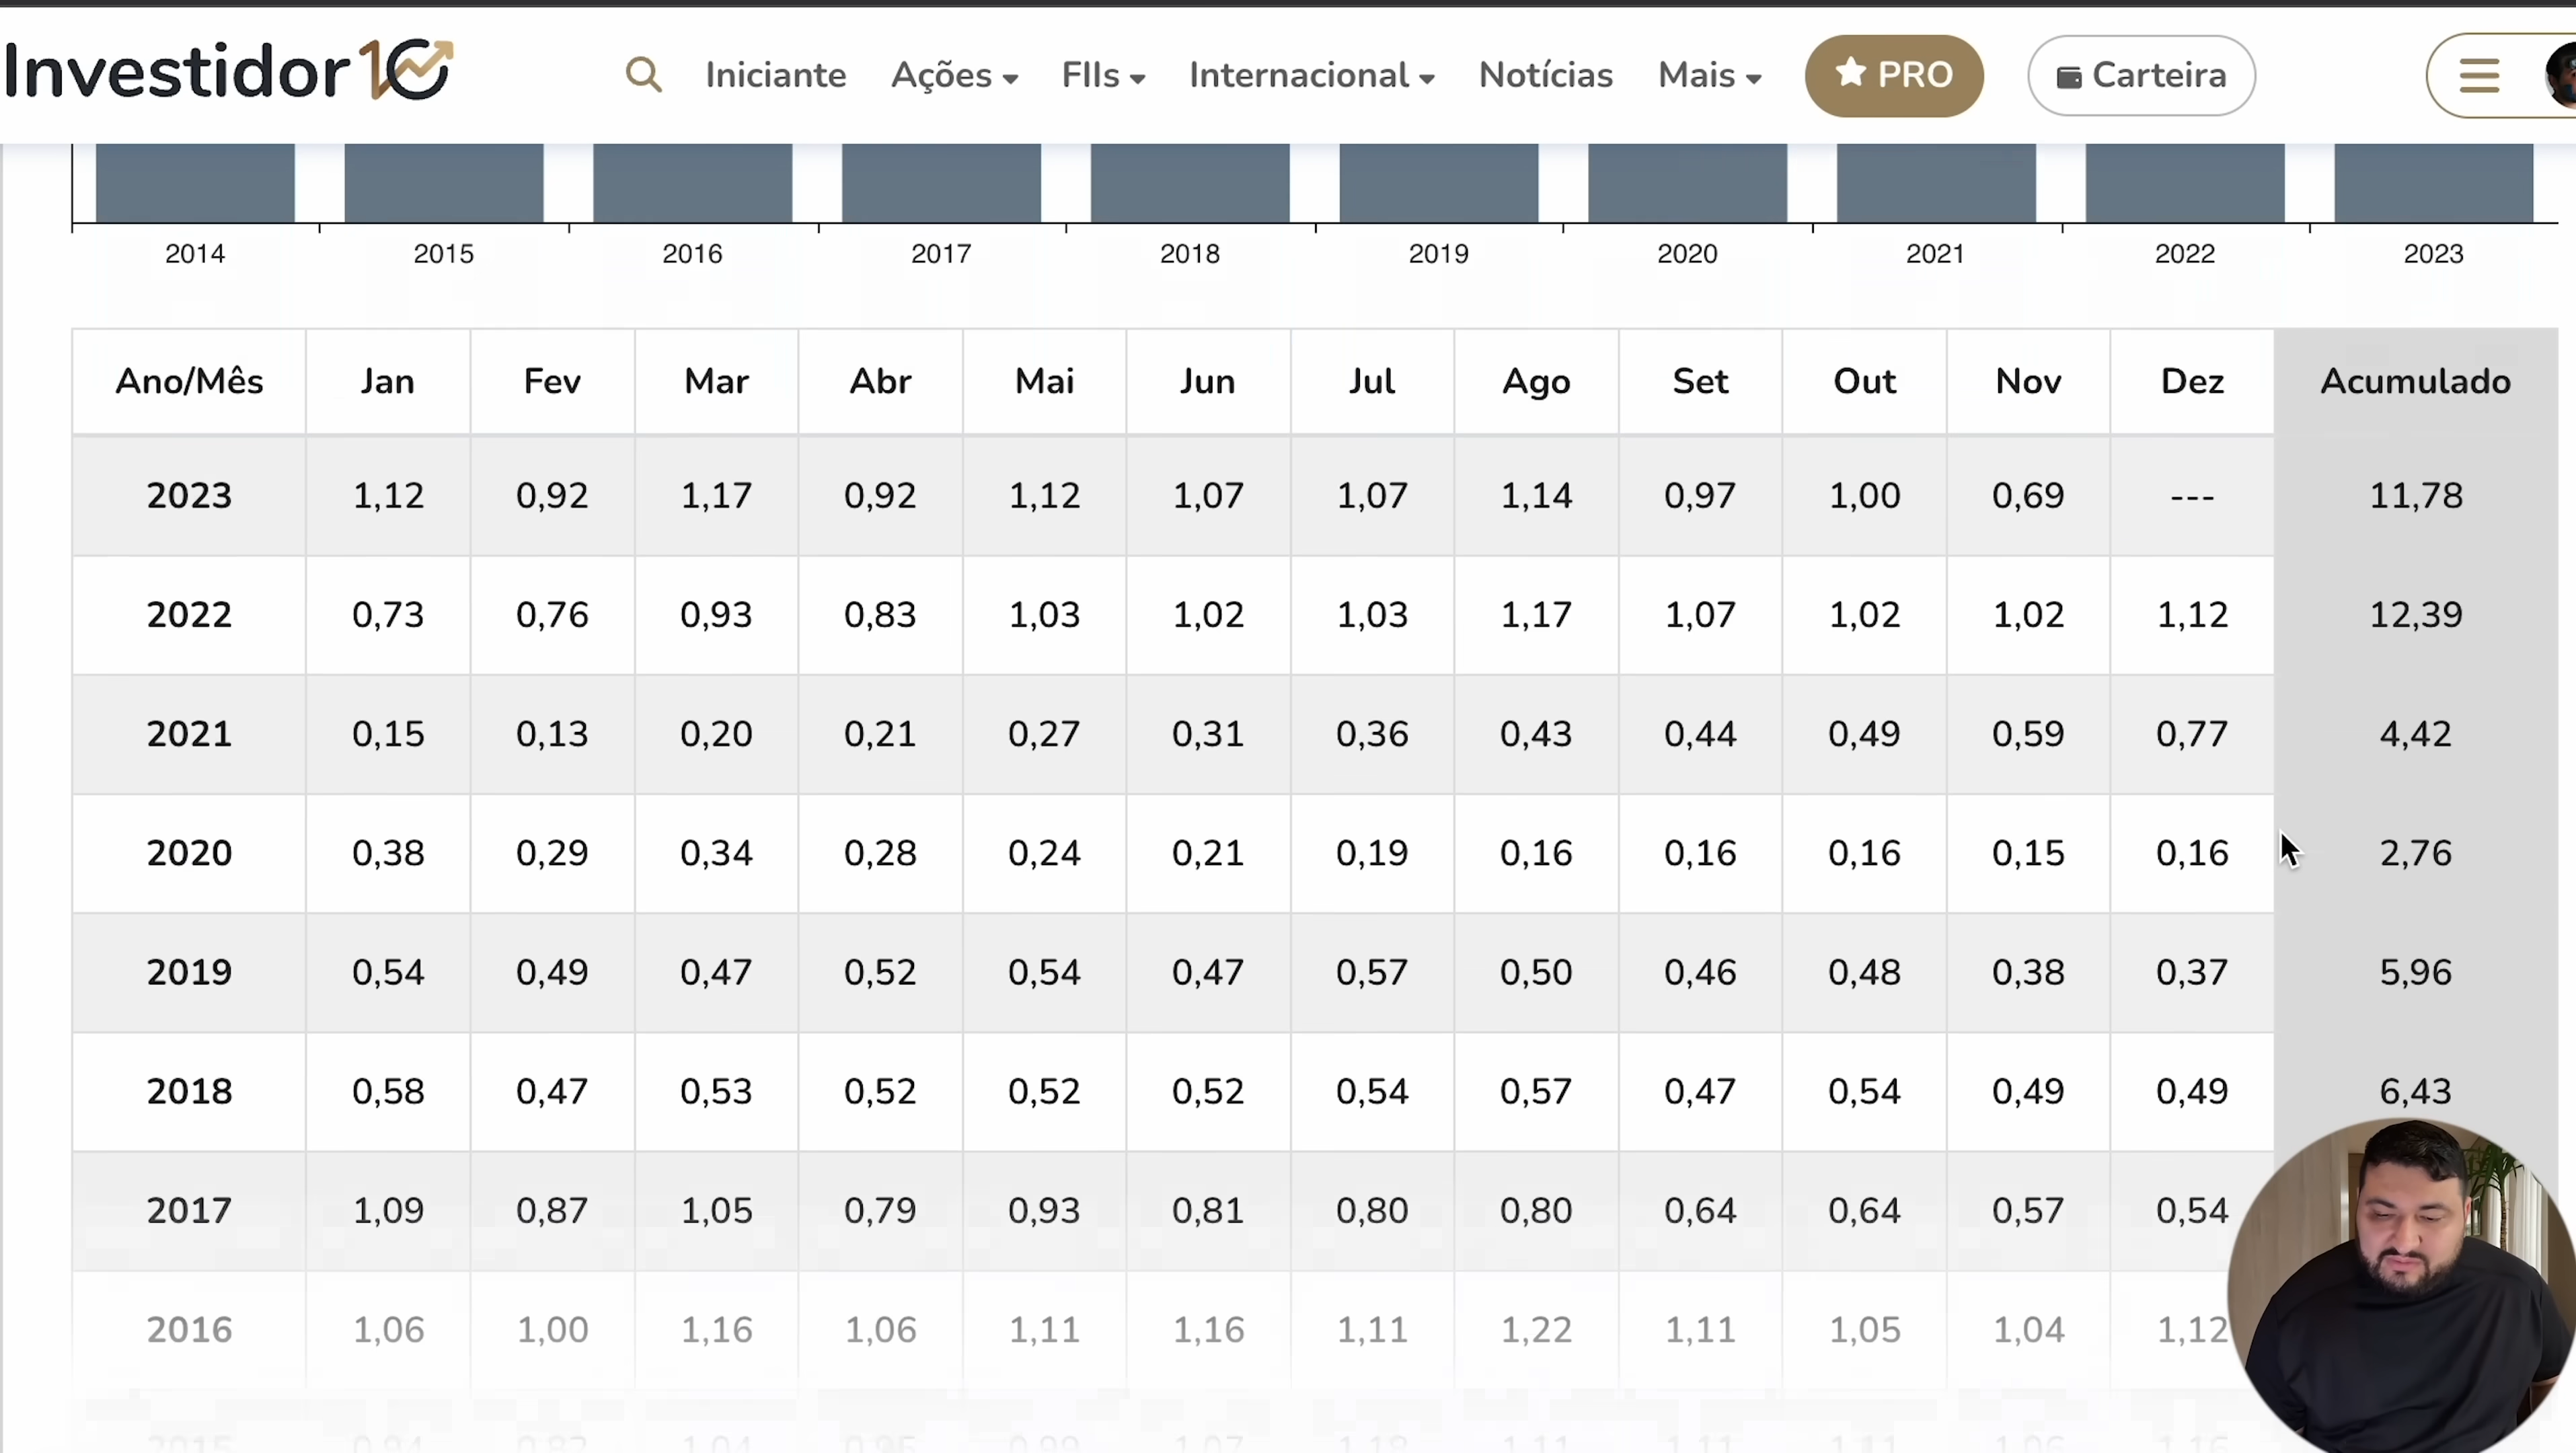 Investidor10 Iniciante Ações FIIs Internacional Notícias Mais PRO Carteira
2014 2015 2016 2017 2018 2019 2020 2021 2022 2023
Ano/Mês Jan Fev Mar Abr Mai Jun Jul Ago Set Out Nov Dez Acumulado
2023 1,12 0,92 1,17 0,92 1,12 1,07 1,07 1,14 0,97 1,00 0,69 --- 11,78
2022 0,73 0,76 0,93 0,83 1,03 1,02 1,03 1,17 1,07 1,02 1,02 1,12 12,39
2021 0,15 0,13 0,20 0,21 0,27 0,31 0,36 0,43 0,44 0,49 0,59 0,77 4,42
2020 0,38 0,29 0,34 0,28 0,24 0,21 0,19 0,16 0,16 0,16 0,15 0,16 2,76
2019 0,54 0,49 0,47 0,52 0,54 0,47 0,57 0,50 0,46 0,48 0,38 0,37 5,96
2018 0,58 0,47 0,53 0,52 0,52 0,52 0,54 0,57 0,47 0,54 0,49 0,49 6,43
2017 1,09 0,87 1,05 0,79 0,93 0,81 0,80 0,80 0,64 0,64 0,57 0,54
2016 1,06 1,00 1,16 1,06 1,11 1,16 1,11 1,22 1,11 1,05 1,04 1,12